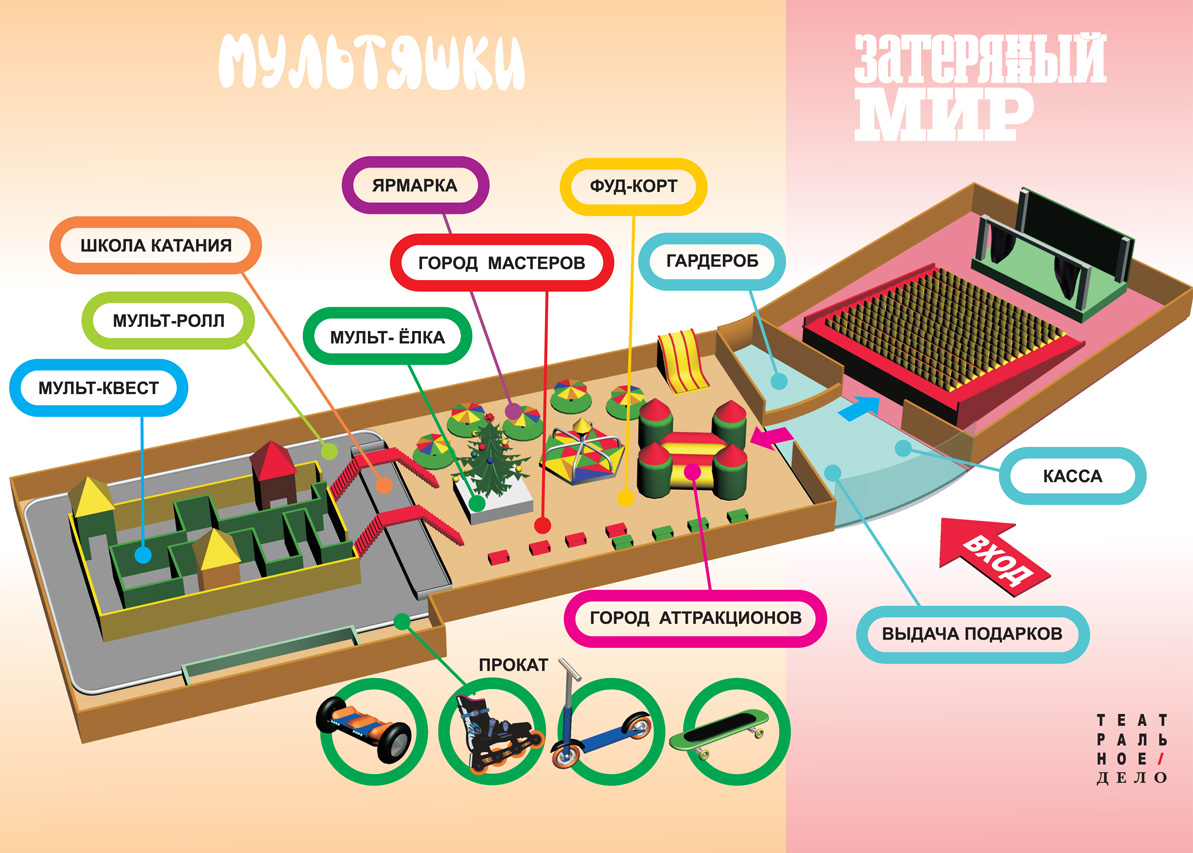 МУЛЬТЯШКИ
ЗАТЕРЯННЫЙ
МИР
ЯРМАРКА
ФУД-КОРТ
ШКОЛА КАТАНИЯ
ГОРОД МАСТЕРОВ
ГАРДЕРОБ
МУЛЬТ-РОЛЛ
МУЛЬТ- ЁЛКА
МУЛЬТ-КВЕСТ
КАССА
ВХОД
ГОРОД АТТРАКЦИОНОВ
ВЫДАЧА ПОДАРКОВ
ПРОКАТ
ТЕАТ
РАЛЬ
НОЕ/
ДЕЛО